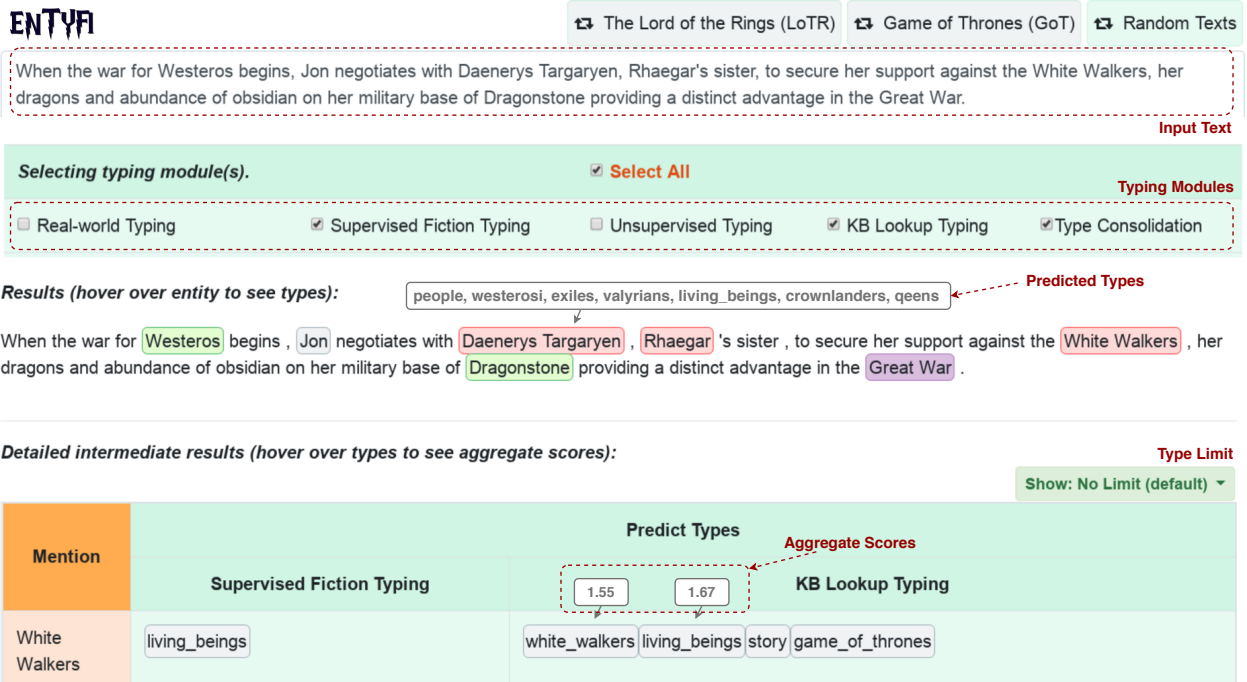 ENTYFI
The Lord of the Rings (LoTR) Game of Thrones (GoT) Random Texts
When the war for Westeros begins, Jon negotiates with Daenerys Targaryen, Rhaegar's sister, to secure her support against the White Walkers, her
dragons and abundance of obsidian on her military base of Dragonstone providing a distinct advantage in the Great War.
Input Text
Selecting typing module(s). Select All
Typing Modules
Real-world Typing Supervised Fiction Typing Unsupervised Typing KB Lookup Typing Type Consolidation
Predicted Types
Results (hover over entity to see types): people, westerosi, exiles, valyrians, living_beings, crownlanders, qeens
When the war for Westeros begins , Jon negotiates with Daenerys Targaryen , Rhaegar 's sister , to secure her support against the White Walkers , her
dragons and abundance of obsidian on her military base of Dragonstone providing a distinct advantage in the Great War .
Detailed intermediate results (hover over types to see aggregate scores): Type Limit
Show: No Limit (default)
Mention Predict Types
Aggregate Scores
Supervised Fiction Typing KB Lookup Typing
1.55 1.67
White
Walkers
living_beings white_walkers living_beings story game_of_thrones